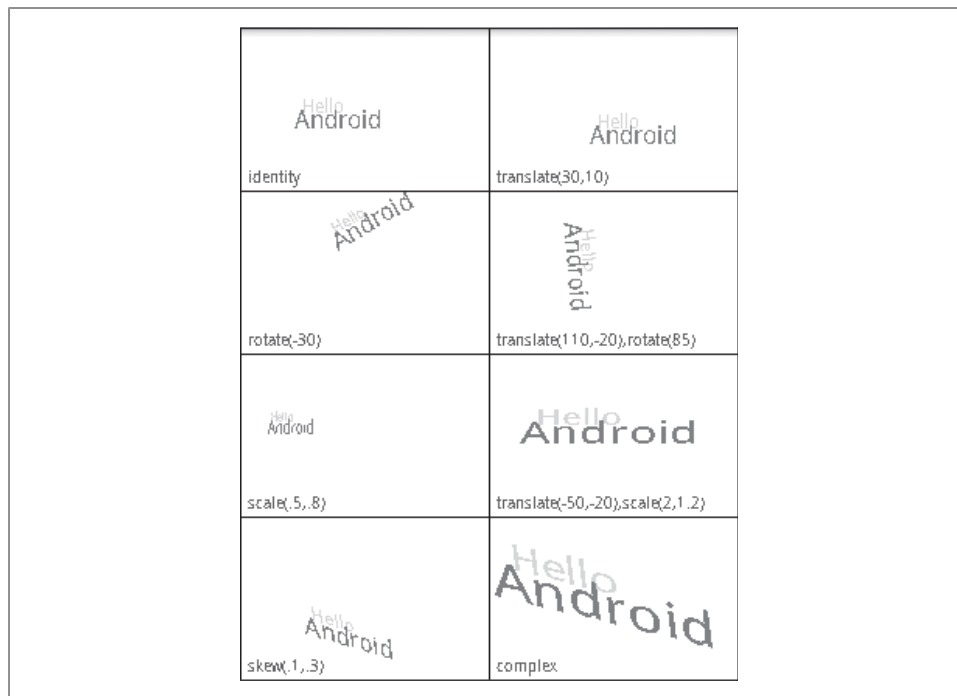 Hello
Android
identity
Hello
Android
translate(30,10)
Hello
Android
rotate(-30)
Hello
Android
translate(110,-20),rotate(85)
Hello
Android
scale(.5,.8)
Hello
Android
translate(-50,-20),scale(2,1.2)
Hello
Android
skew(.1,.3)
Hello
Android
complex